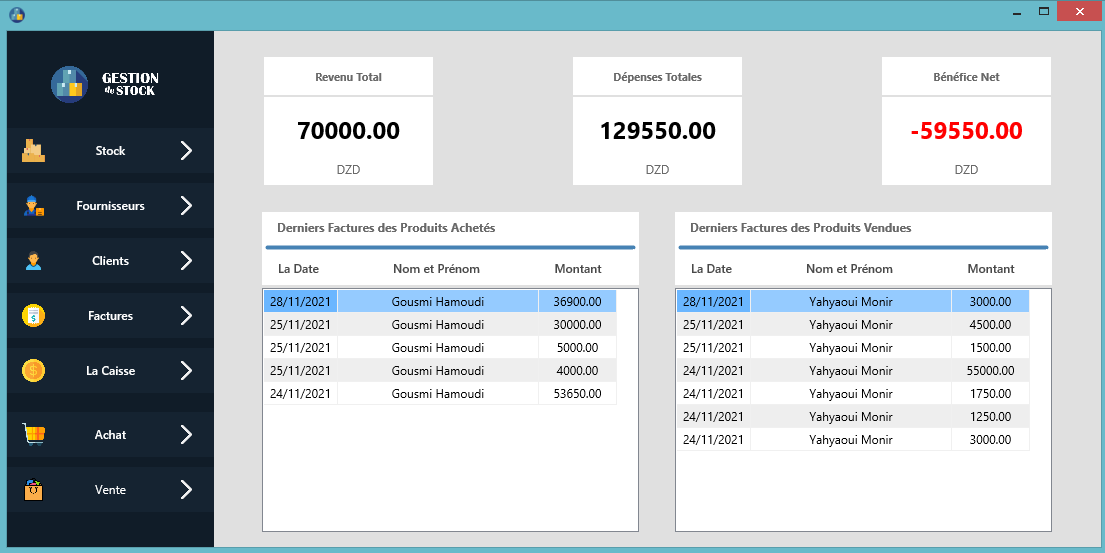 GESTION
de STOCK
Stock
Fournisseurs
Clients
Factures
La Caisse
Achat
Vente
Revenu Total
70000.00
DZD
Dépenses Totales
129550.00
DZD
Bénéfice Net
-59550.00
DZD
Derniers Factures des Produits Achetés
La Date Nom et Prénom Montant
28/11/2021 Gousmi Hamoudi 36900.00
25/11/2021 Gousmi Hamoudi 30000.00
25/11/2021 Gousmi Hamoudi 5000.00
25/11/2021 Gousmi Hamoudi 4000.00
24/11/2021 Gousmi Hamoudi 53650.00
Derniers Factures des Produits Vendues
La Date Nom et Prénom Montant
28/11/2021 Yahyaoui Monir 3000.00
25/11/2021 Yahyaoui Monir 4500.00
25/11/2021 Yahyaoui Monir 1500.00
24/11/2021 Yahyaoui Monir 55000.00
24/11/2021 Yahyaoui Monir 1750.00
24/11/2021 Yahyaoui Monir 1250.00
24/11/2021 Yahyaoui Monir 3000.00